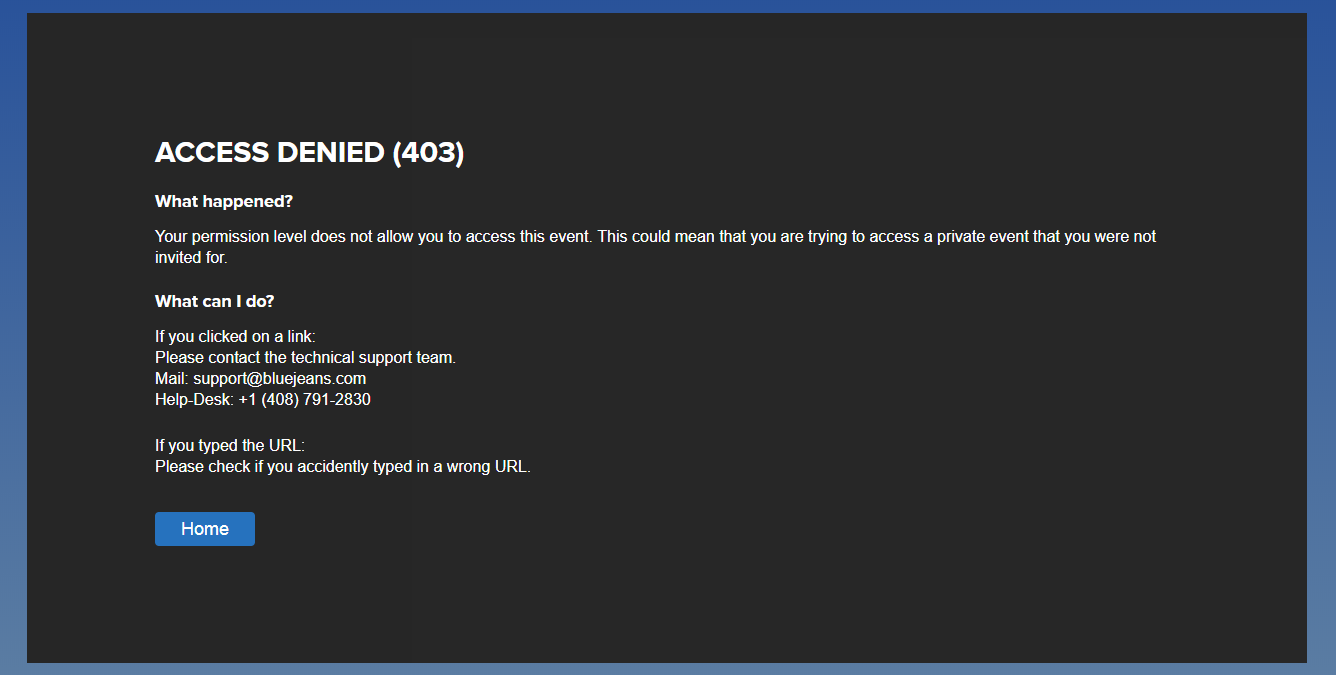 ACCESS DENIED (403)
What happened?
Your permission level does not allow you to access this event. This could mean that you are trying to access a private event that you were not
invited for.
What can I do?
If you clicked on a link:
Please contact the technical support team.
Mail: support@bluejeans.com
Help-Desk: +1 (408) 791-2830
If you typed the URL:
Please check if you accidently typed in a wrong URL.
Home